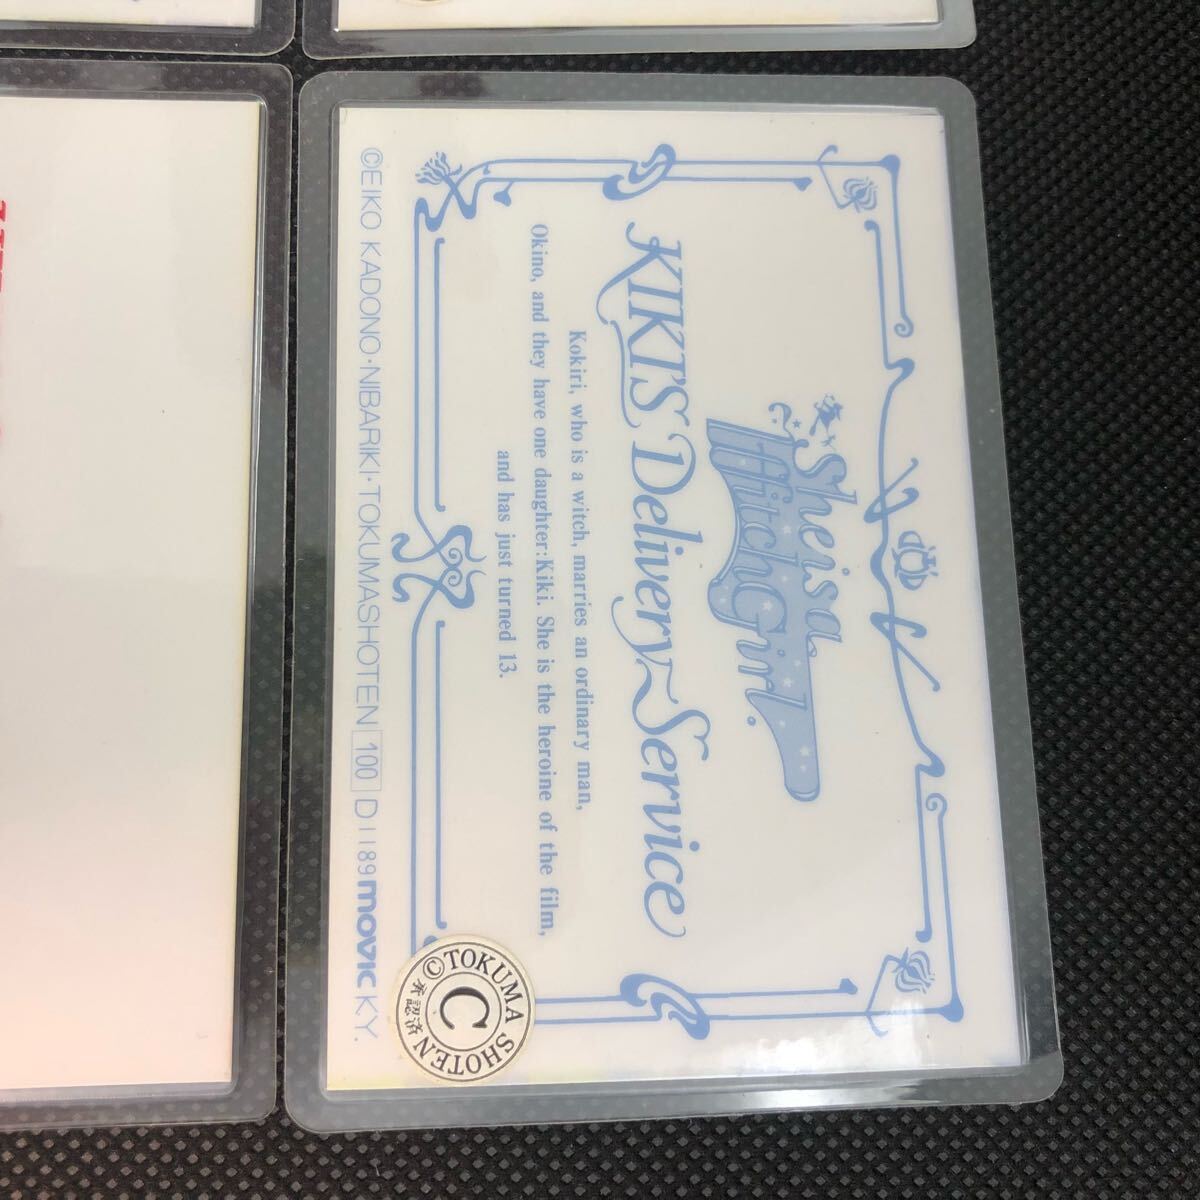 She is a
Witch Girl.
KIKI'S Delivery Service
Kokiri, who is a witch, marries an ordinary man,
Okino, and they have one daughter:Kiki. She is the heroine of the film,
and has just turned 13.
©EIKO KADONO・NIBARIKI・TOKUMASHOTEN 100 D1189 movic K.Y.
©TOKUMA SHOTEN
C
承認済